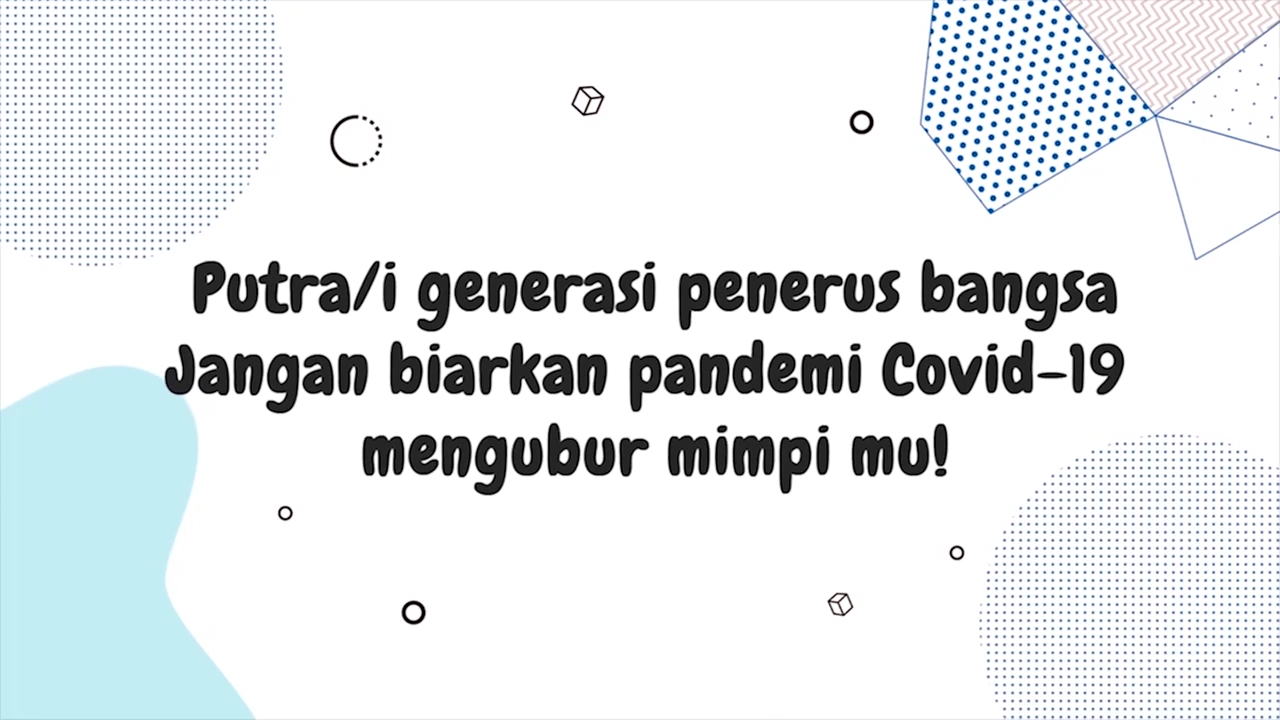 Putra/i generasi penerus bangsa
Jangan biarkan pandemi Covid-19
mengubur mimpi mu!